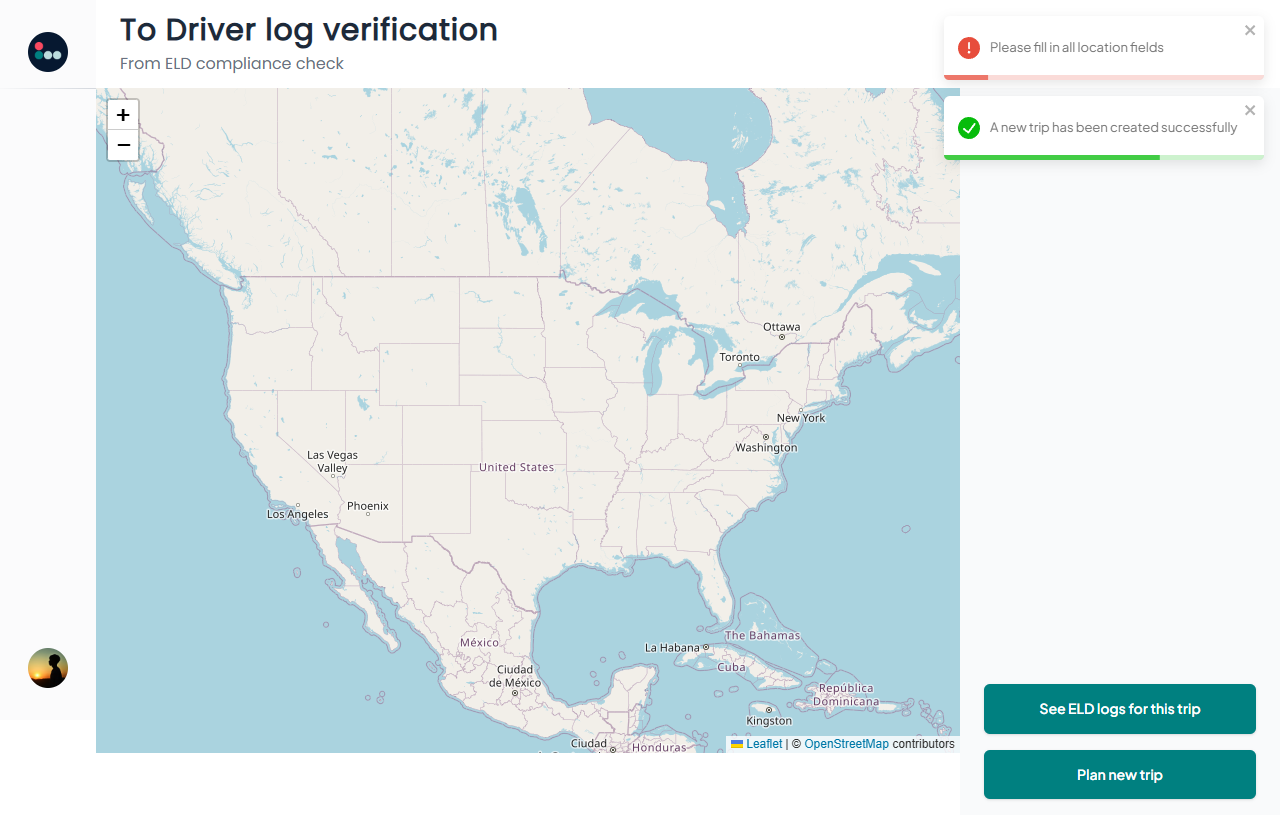 To Driver log verification
From ELD compliance check
Please fill in all location fields
A new trip has been created successfully
+
−
Ottawa
Toronto
New York
Washington
Las Vegas
Valley
United States
Phoenix
Los Angeles
The Bahamas
México
La Habana
Cuba
Ciudad
de México
República
Dominicana
Kingston
Ciudad
Honduras
Leaflet | © OpenStreetMap contributors
See ELD logs for this trip
Plan new trip